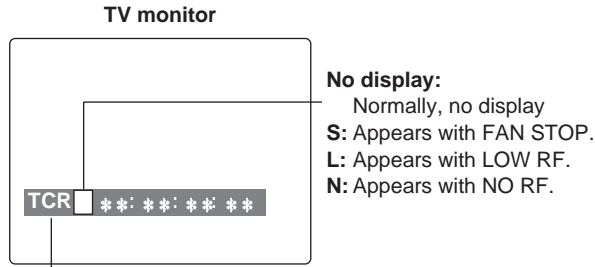 TV monitor
No display:
Normally, no display
S: Appears with FAN STOP.
L: Appears with LOW RF.
N: Appears with NO RF.
TCR **: **: **: **